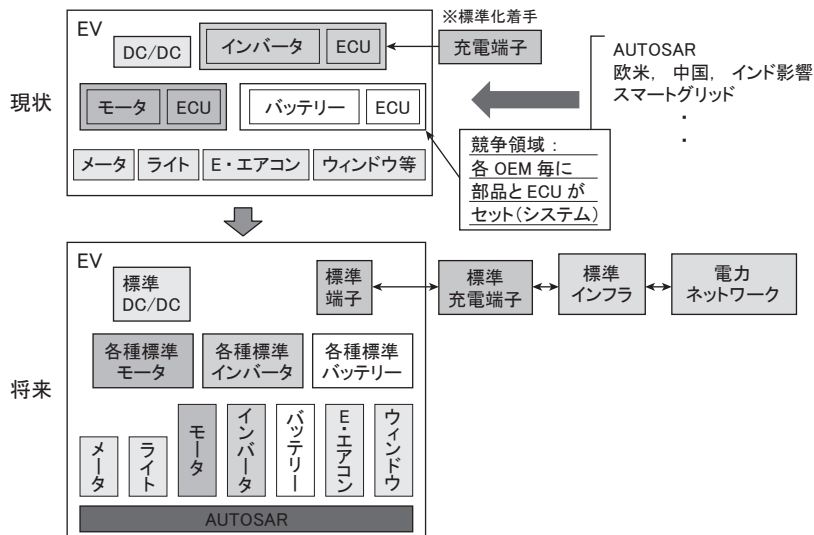 ※標準化着手
EV
DC/DC
インバータ
ECU
充電端子
AUTOSAR
欧米， 中国， インド影響
スマートグリッド
・
・
現状
モータ
ECU
バッテリー
ECU
競争領域：
各 OEM 毎に
部品と ECU が
セット（システム）
メータ
ライト
E・エアコン
ウィンドウ等
EV
標準
DC/DC
標準
端子
標準
充電端子
標準
インフラ
電力
ネットワーク
各種標準
モータ
各種標準
インバータ
各種標準
バッテリー
将来
メータ
ライト
モータ
インバータ
バッテリー
E・エアコン
ウィンドウ
AUTOSAR